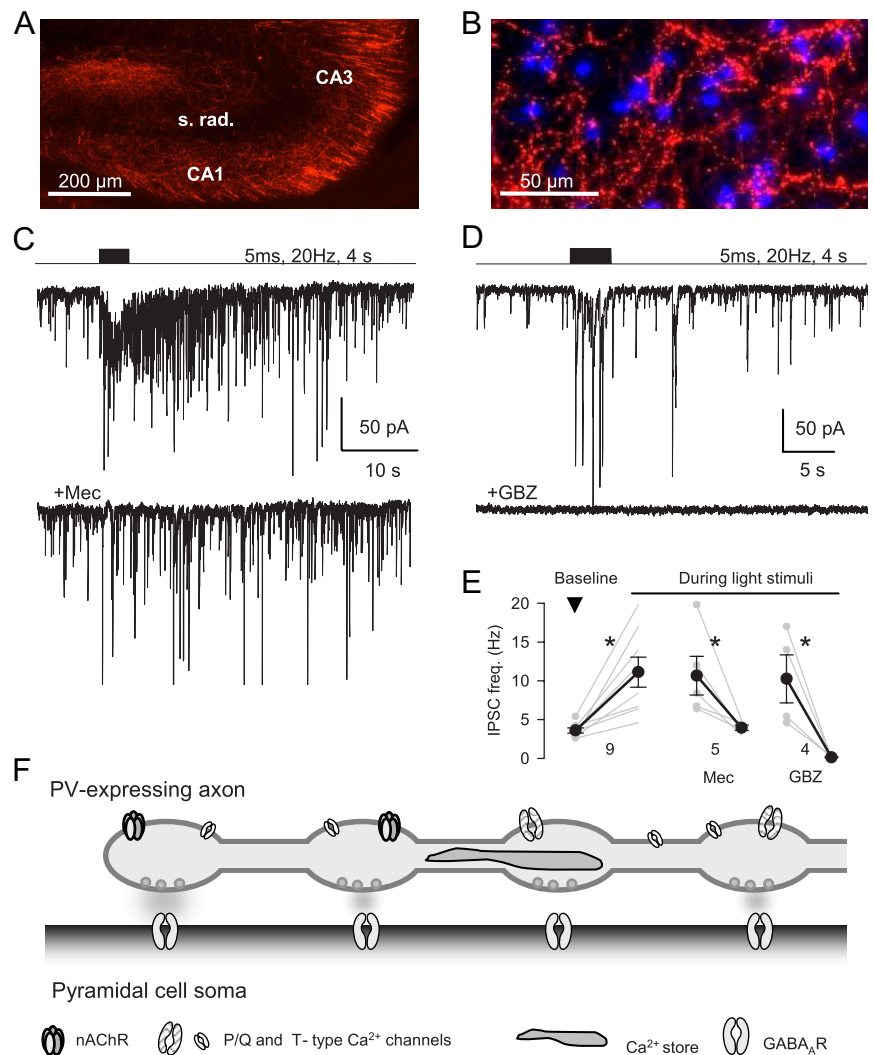 A
CA3
s. rad.
CA1
200 µm
B
50 µm
C
5ms, 20Hz, 4 s
50 pA
10 s
+Mec
D
5ms, 20Hz, 4 s
50 pA
5 s
+GBZ
E
Baseline
During light stimuli
IPSC freq. (Hz)
20
15
10
5
0
* * *
9 5 4
Mec GBZ
F
PV-expressing axon
Pyramidal cell soma
nAChR
P/Q and T- type Ca²⁺ channels
Ca²⁺ store
GABA_AR